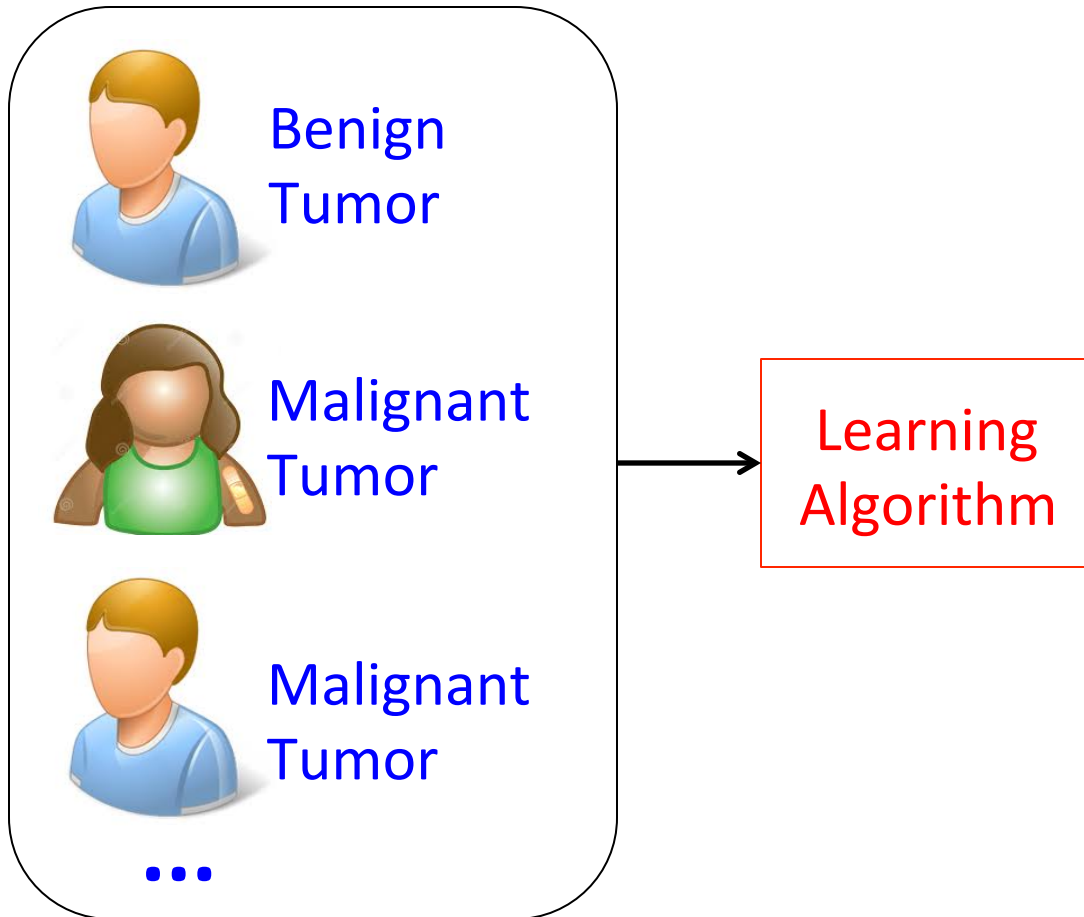 Benign
Tumor
Malignant
Tumor
Malignant
Tumor
...
Learning
Algorithm